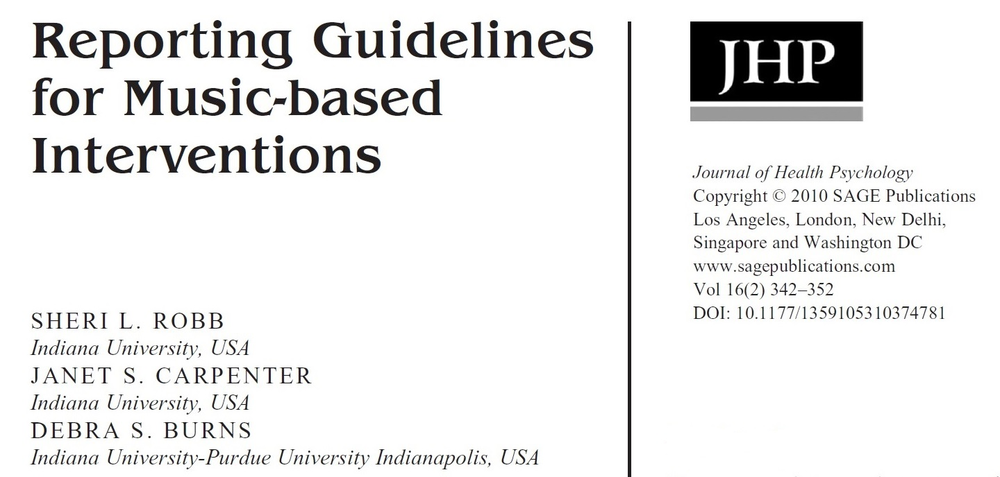 Reporting Guidelines
for Music-based
Interventions
SHERI L. ROBB
Indiana University, USA
JANET S. CARPENTER
Indiana University, USA
DEBRA S. BURNS
Indiana University-Purdue University Indianapolis, USA
JHP
Journal of Health Psychology
Copyright © 2010 SAGE Publications
Los Angeles, London, New Delhi,
Singapore and Washington DC
www.sagepublications.com
Vol 16(2) 342–352
DOI: 10.1177/1359105310374781